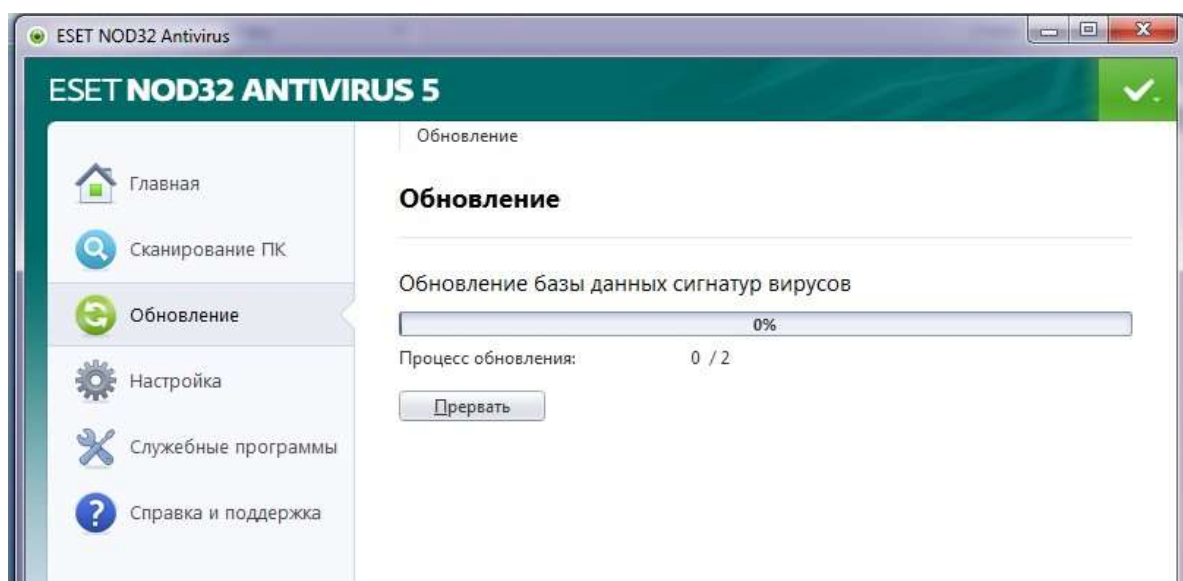 ESET NOD32 Antivirus
ESET NOD32 ANTIVIRUS 5
Главная
Сканирование ПК
Обновление
Настройка
Служебные программы
Справка и поддержка
Обновление
Обновление
Обновление базы данных сигнатур вирусов
0%
Процесс обновления: 0 / 2
Прервать